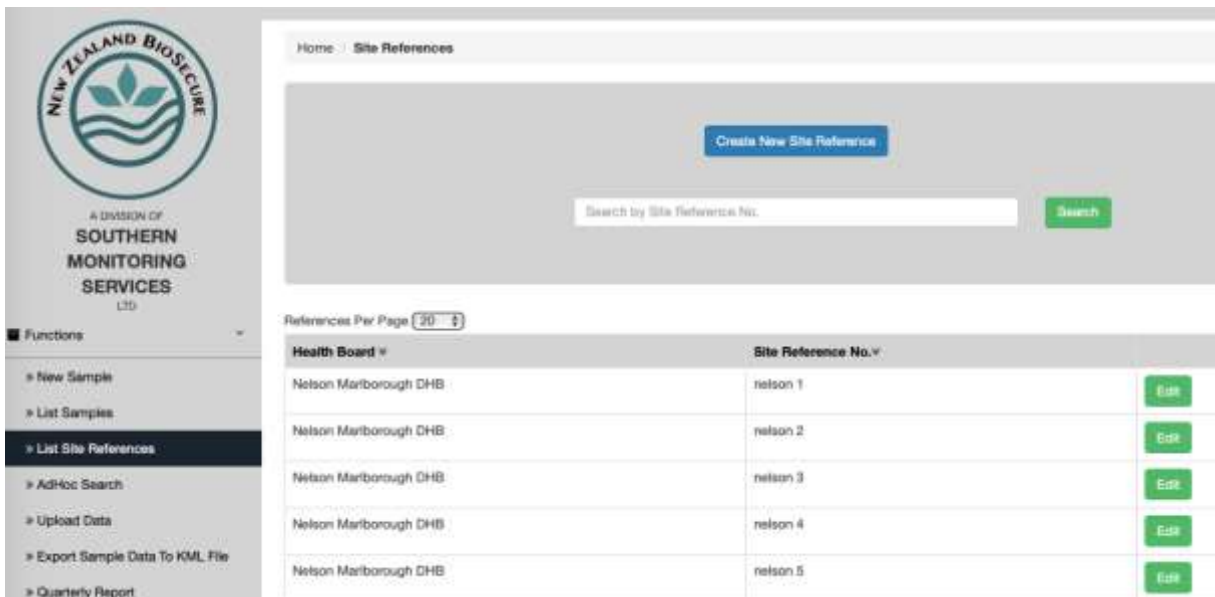 NEW ZEALAND BIOSECURE
A DIVISION OF
SOUTHERN
MONITORING
SERVICES
LTD
Functions
» New Sample
» List Samples
» List Site References
» AdHoc Search
» Upload Data
» Export Sample Data To KML File
» Quarterly Report
Home / Site References
Create New Site Reference
Search by Site Reference No.
Search
References Per Page 20
Health Board Site Reference No.
Nelson Marlborough DHB nelson 1 Edit
Nelson Marlborough DHB nelson 2 Edit
Nelson Marlborough DHB nelson 3 Edit
Nelson Marlborough DHB nelson 4 Edit
Nelson Marlborough DHB nelson 5 Edit